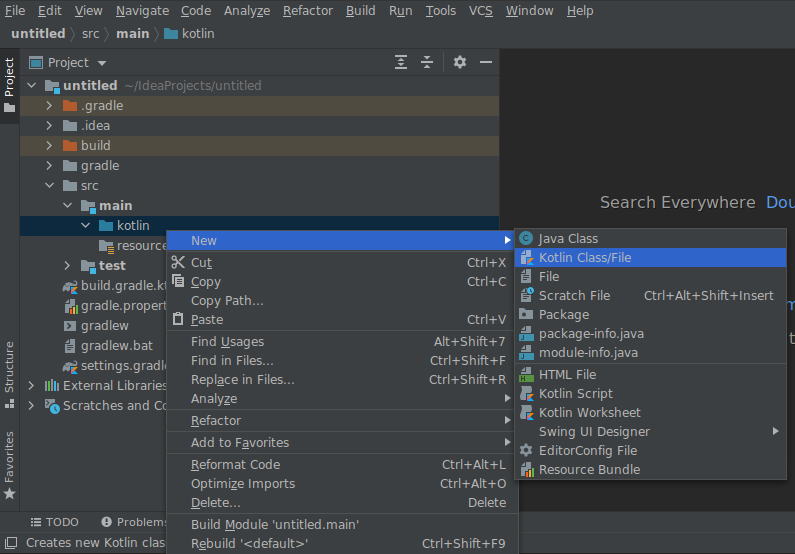 File Edit View Navigate Code Analyze Refactor Build Run Tools VCS Window Help
untitled src main kotlin
Project
Project
untitled ~/IdeaProjects/untitled
.gradle
.idea
build
gradle
src
main
kotlin
resource
test
build.gradle.kt
gradle.propert
gradlew
gradlew.bat
settings.gradl
External Libraries
Scratches and Co
Structure
Favorites
New
Cut Ctrl+X
Copy Ctrl+C
Copy Path...
Paste Ctrl+V
Find Usages Alt+Shift+7
Find in Files... Ctrl+Shift+F
Replace in Files... Ctrl+Shift+R
Analyze
Refactor
Add to Favorites
Reformat Code Ctrl+Alt+L
Optimize Imports Ctrl+Alt+O
Delete... Delete
Build Module 'untitled.main'
Rebuild '<default>' Ctrl+Shift+F9
Search Everywhere Dou
Java Class
Kotlin Class/File
File
Scratch File Ctrl+Alt+Shift+Insert
Package
package-info.java
module-info.java
HTML File
Kotlin Script
Kotlin Worksheet
Swing UI Designer
EditorConfig File
Resource Bundle
TODO Problems
Creates new Kotlin clas